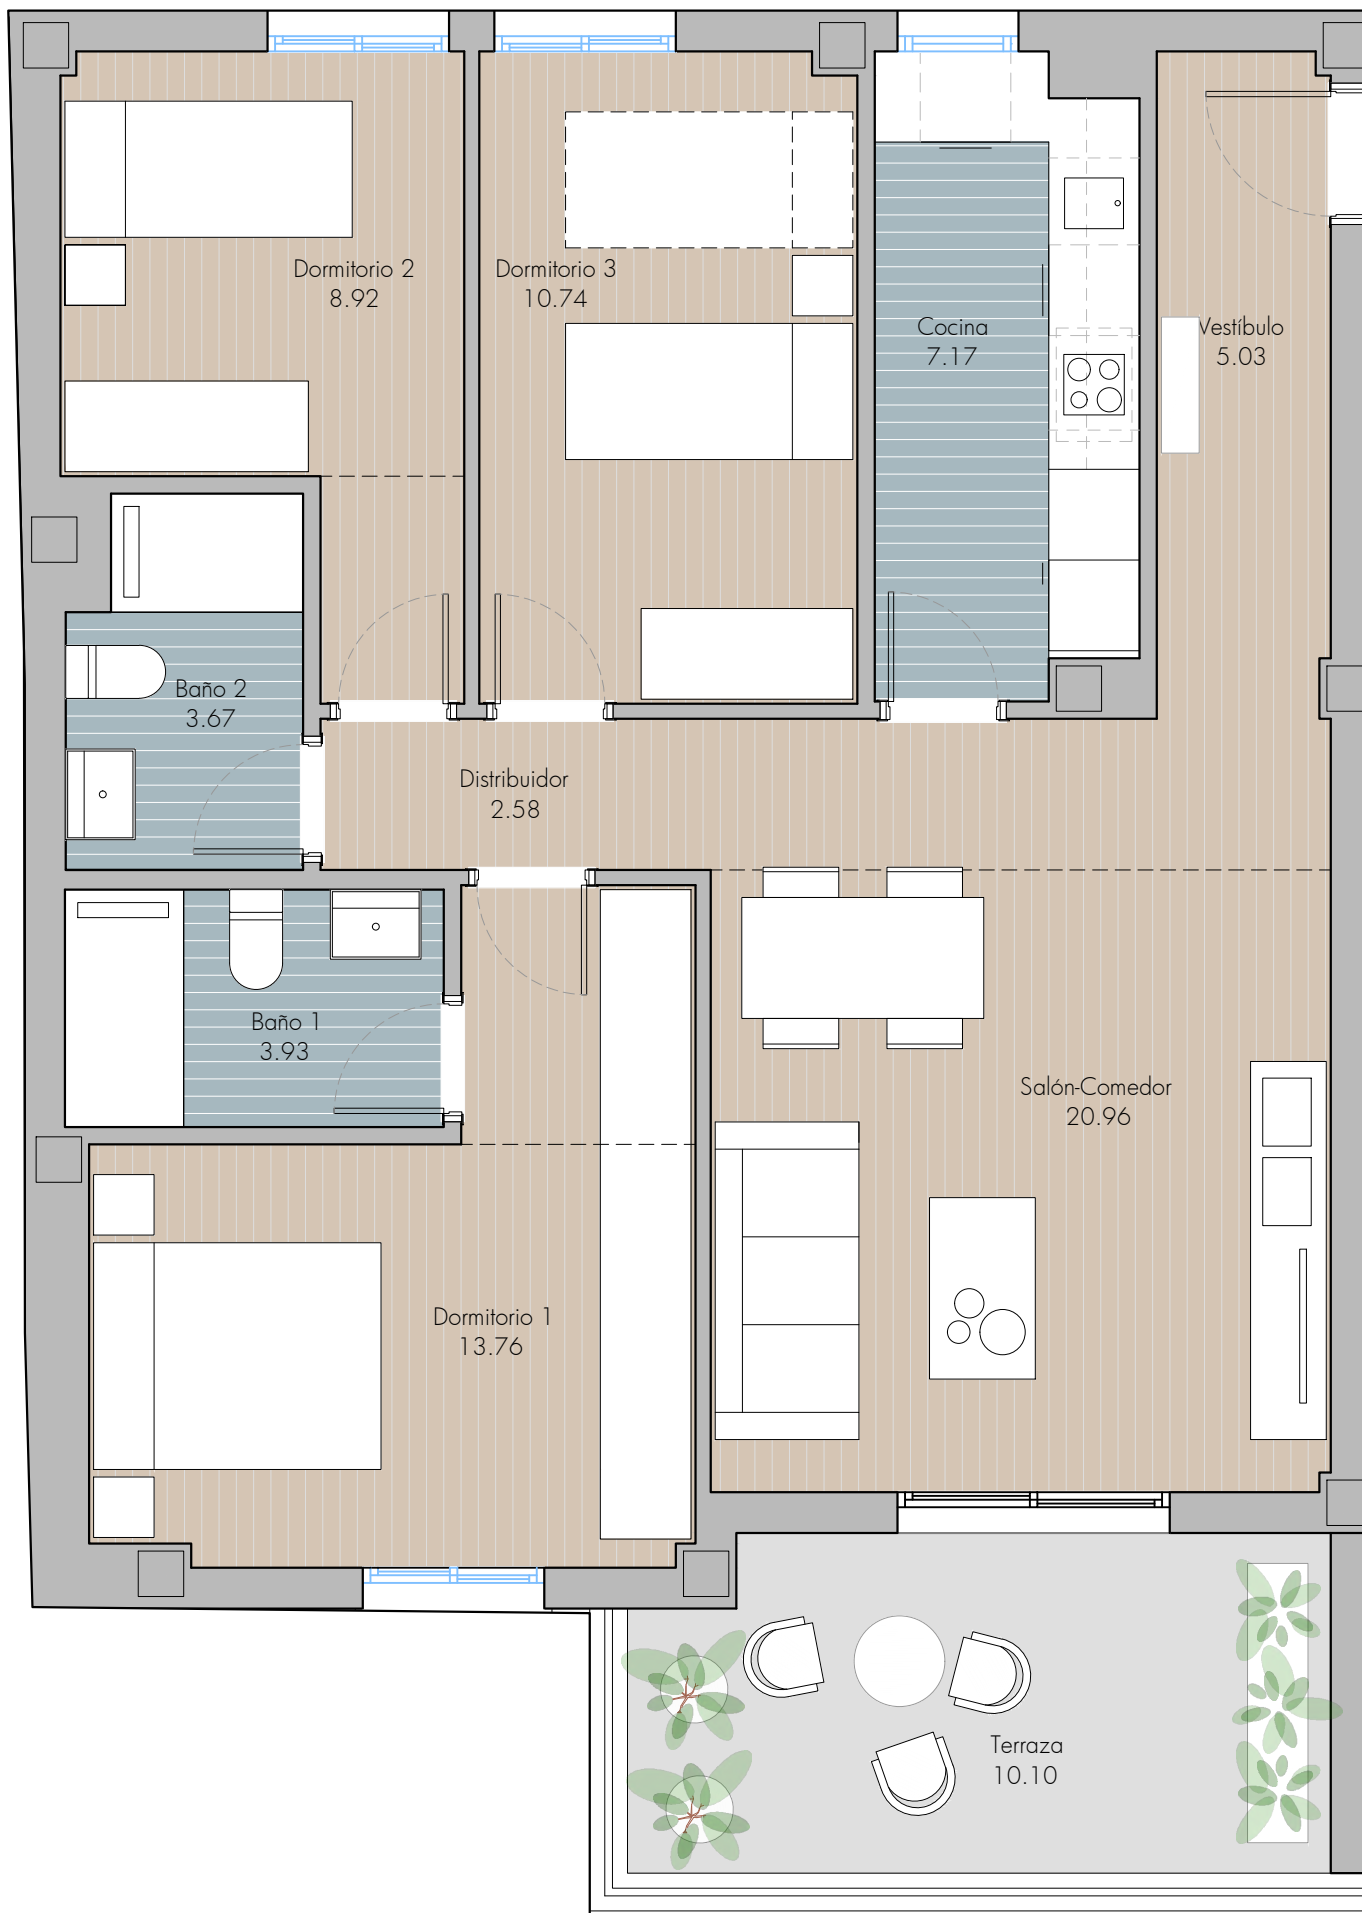 Dormitorio 2
8.92
Dormitorio 3
10.74
Cocina
7.17
Vestíbulo
5.03
Baño 2
3.67
Distribuidor
2.58
Baño 1
3.93
Salón-Comedor
20.96
Dormitorio 1
13.76
Terraza
10.10